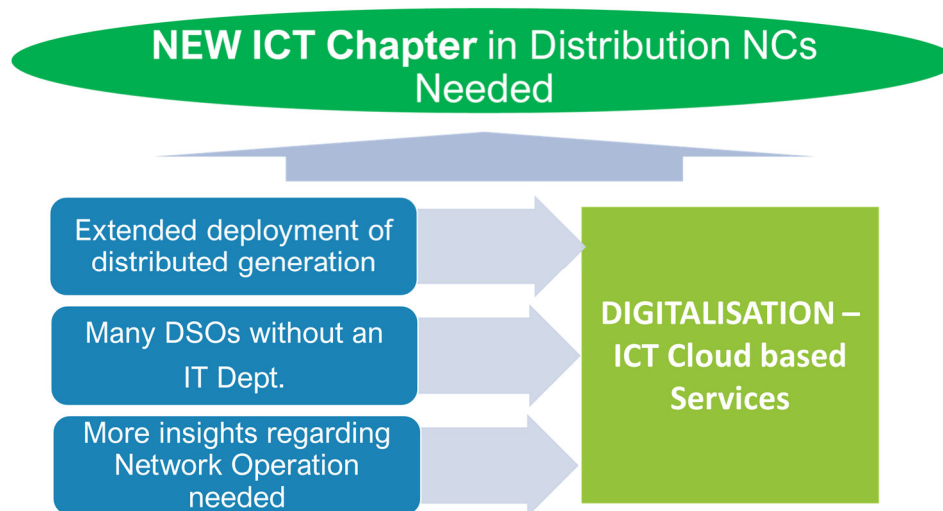 NEW ICT Chapter in Distribution NCs
Needed
Extended deployment of
distributed generation
Many DSOs without an
IT Dept.
More insights regarding
Network Operation
needed
DIGITALISATION –
ICT Cloud based
Services